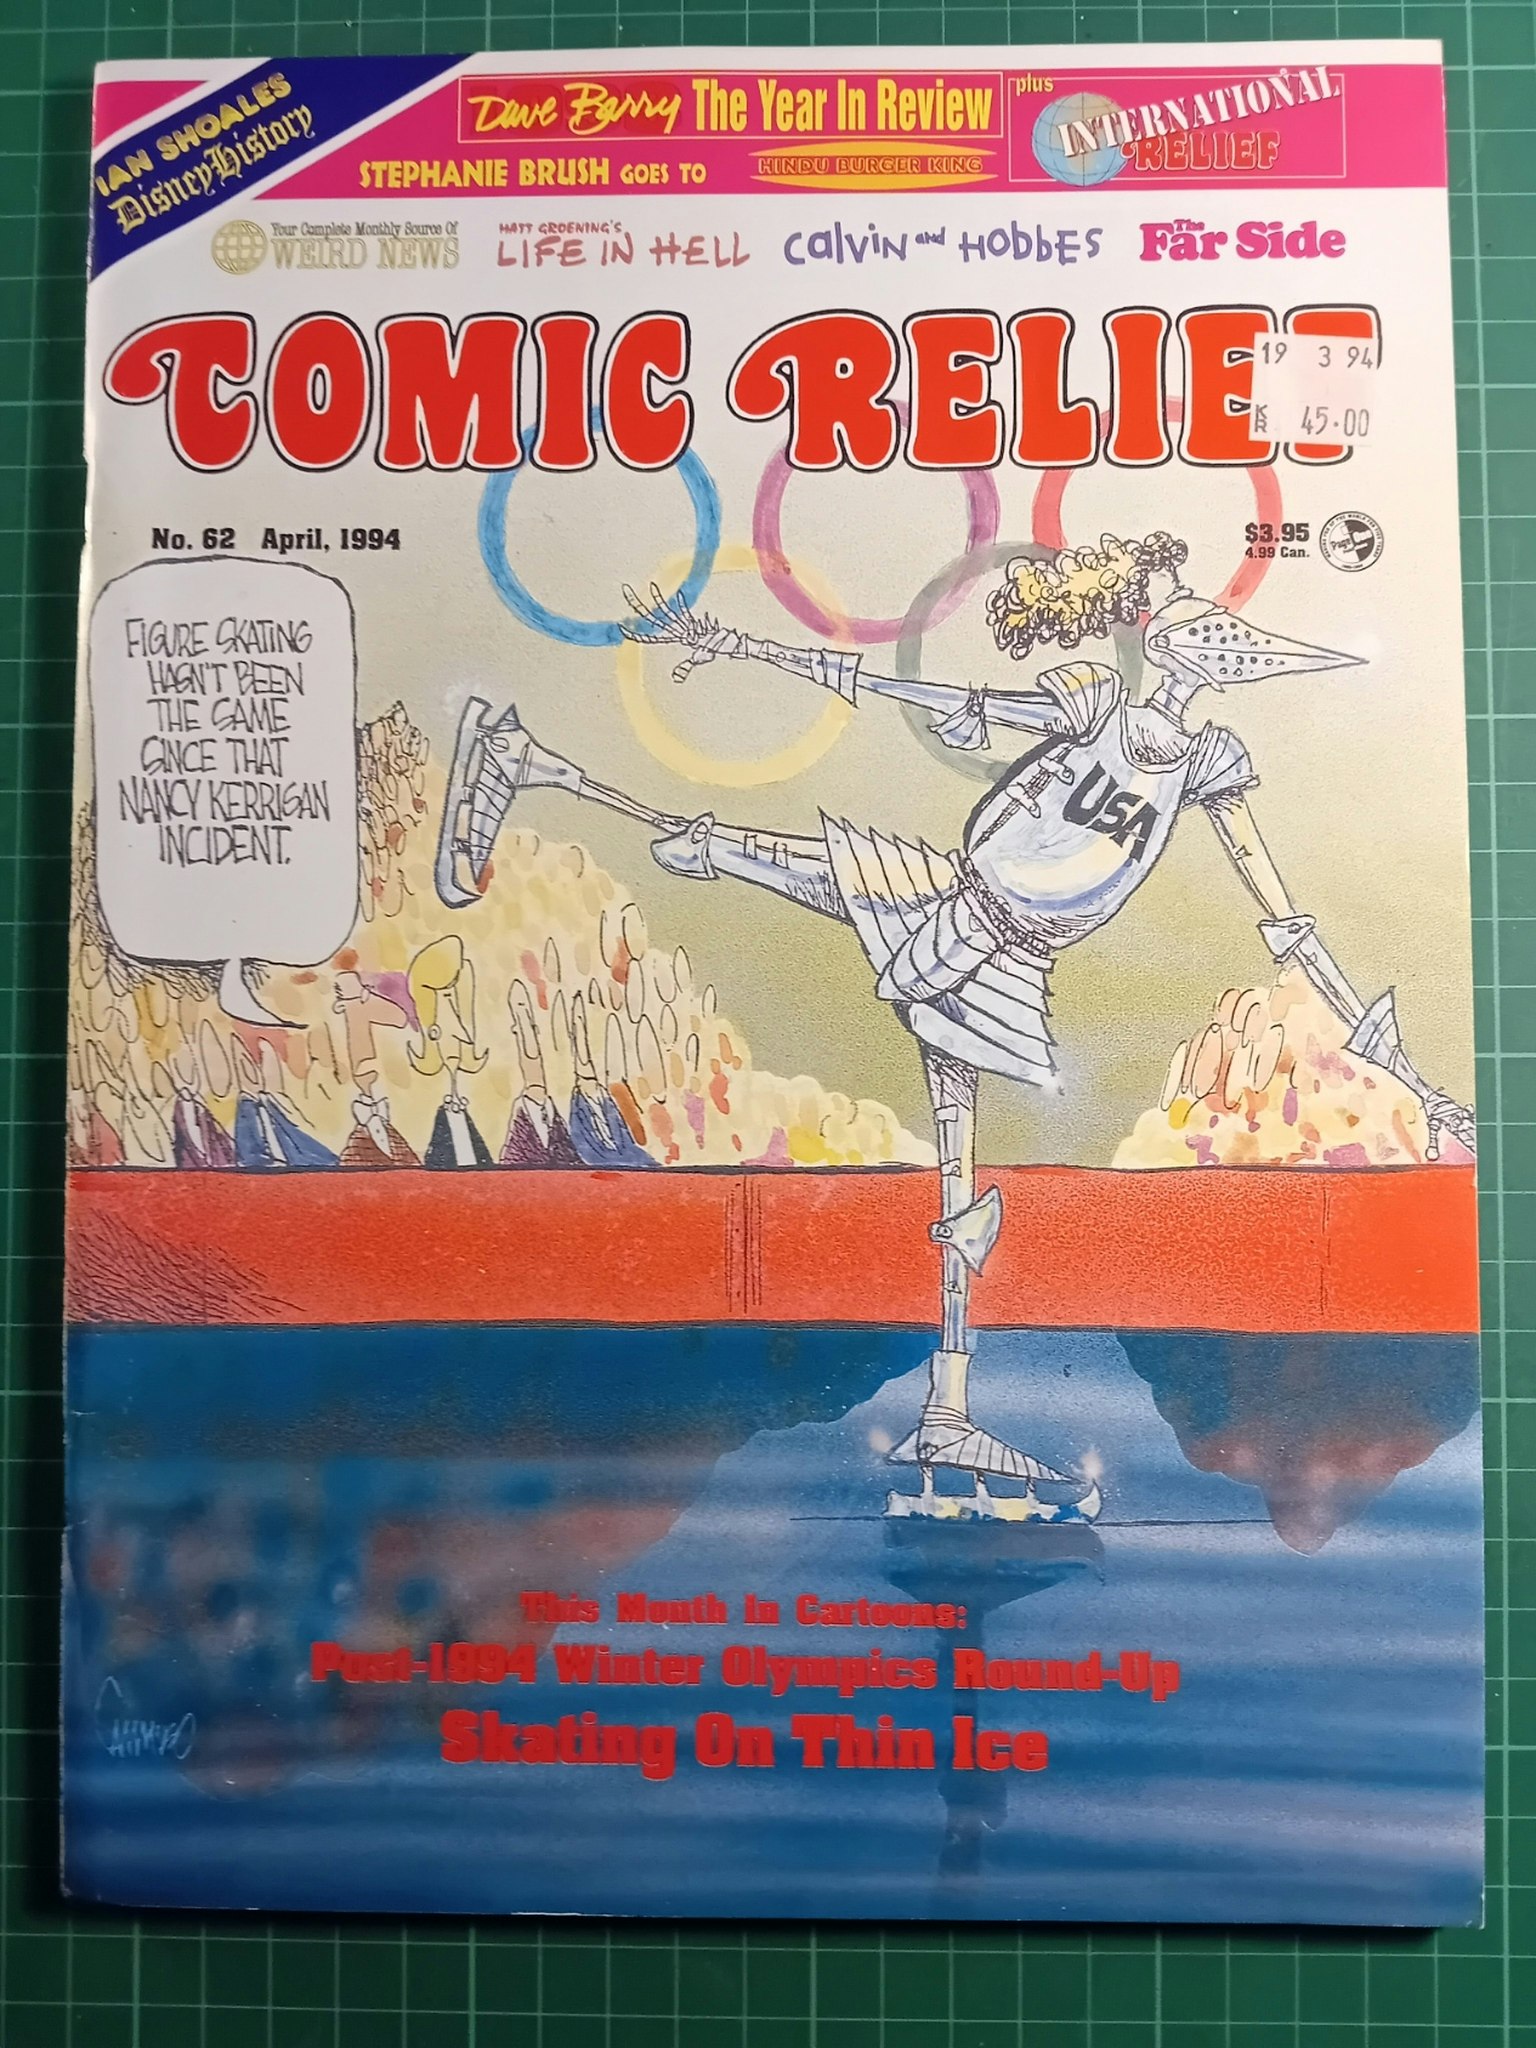 IAN SHOALES
Disney History
Dave Barry The Year In Review
STEPHANIE BRUSH GOES TO HINDU BURGER KING
plus
INTERNATIONAL
RELIEF
Your Complete Monthly Source Of
WEIRD NEWS
MATT GROENING'S
LIFE IN HELL
CALVIN and HOBBES
The
Far Side
COMIC RELIEF
19 3 94
KR 45.00
No. 62 April, 1994
$3.95
4.99 Can.
FIGURE SKATING
HASN'T BEEN
THE SAME
SINCE THAT
NANCY KERRIGAN
INCIDENT.
USA
This Month In Cartoons:
Post-1994 Winter Olympics Round-Up
Skating On Thin Ice